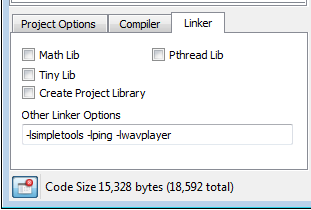 Project Options Compiler Linker
Math Lib Pthread Lib
Tiny Lib
Create Project Library
Other Linker Options
-lsimpletools -lping -lwavplayer
Code Size 15,328 bytes (18,592 total)